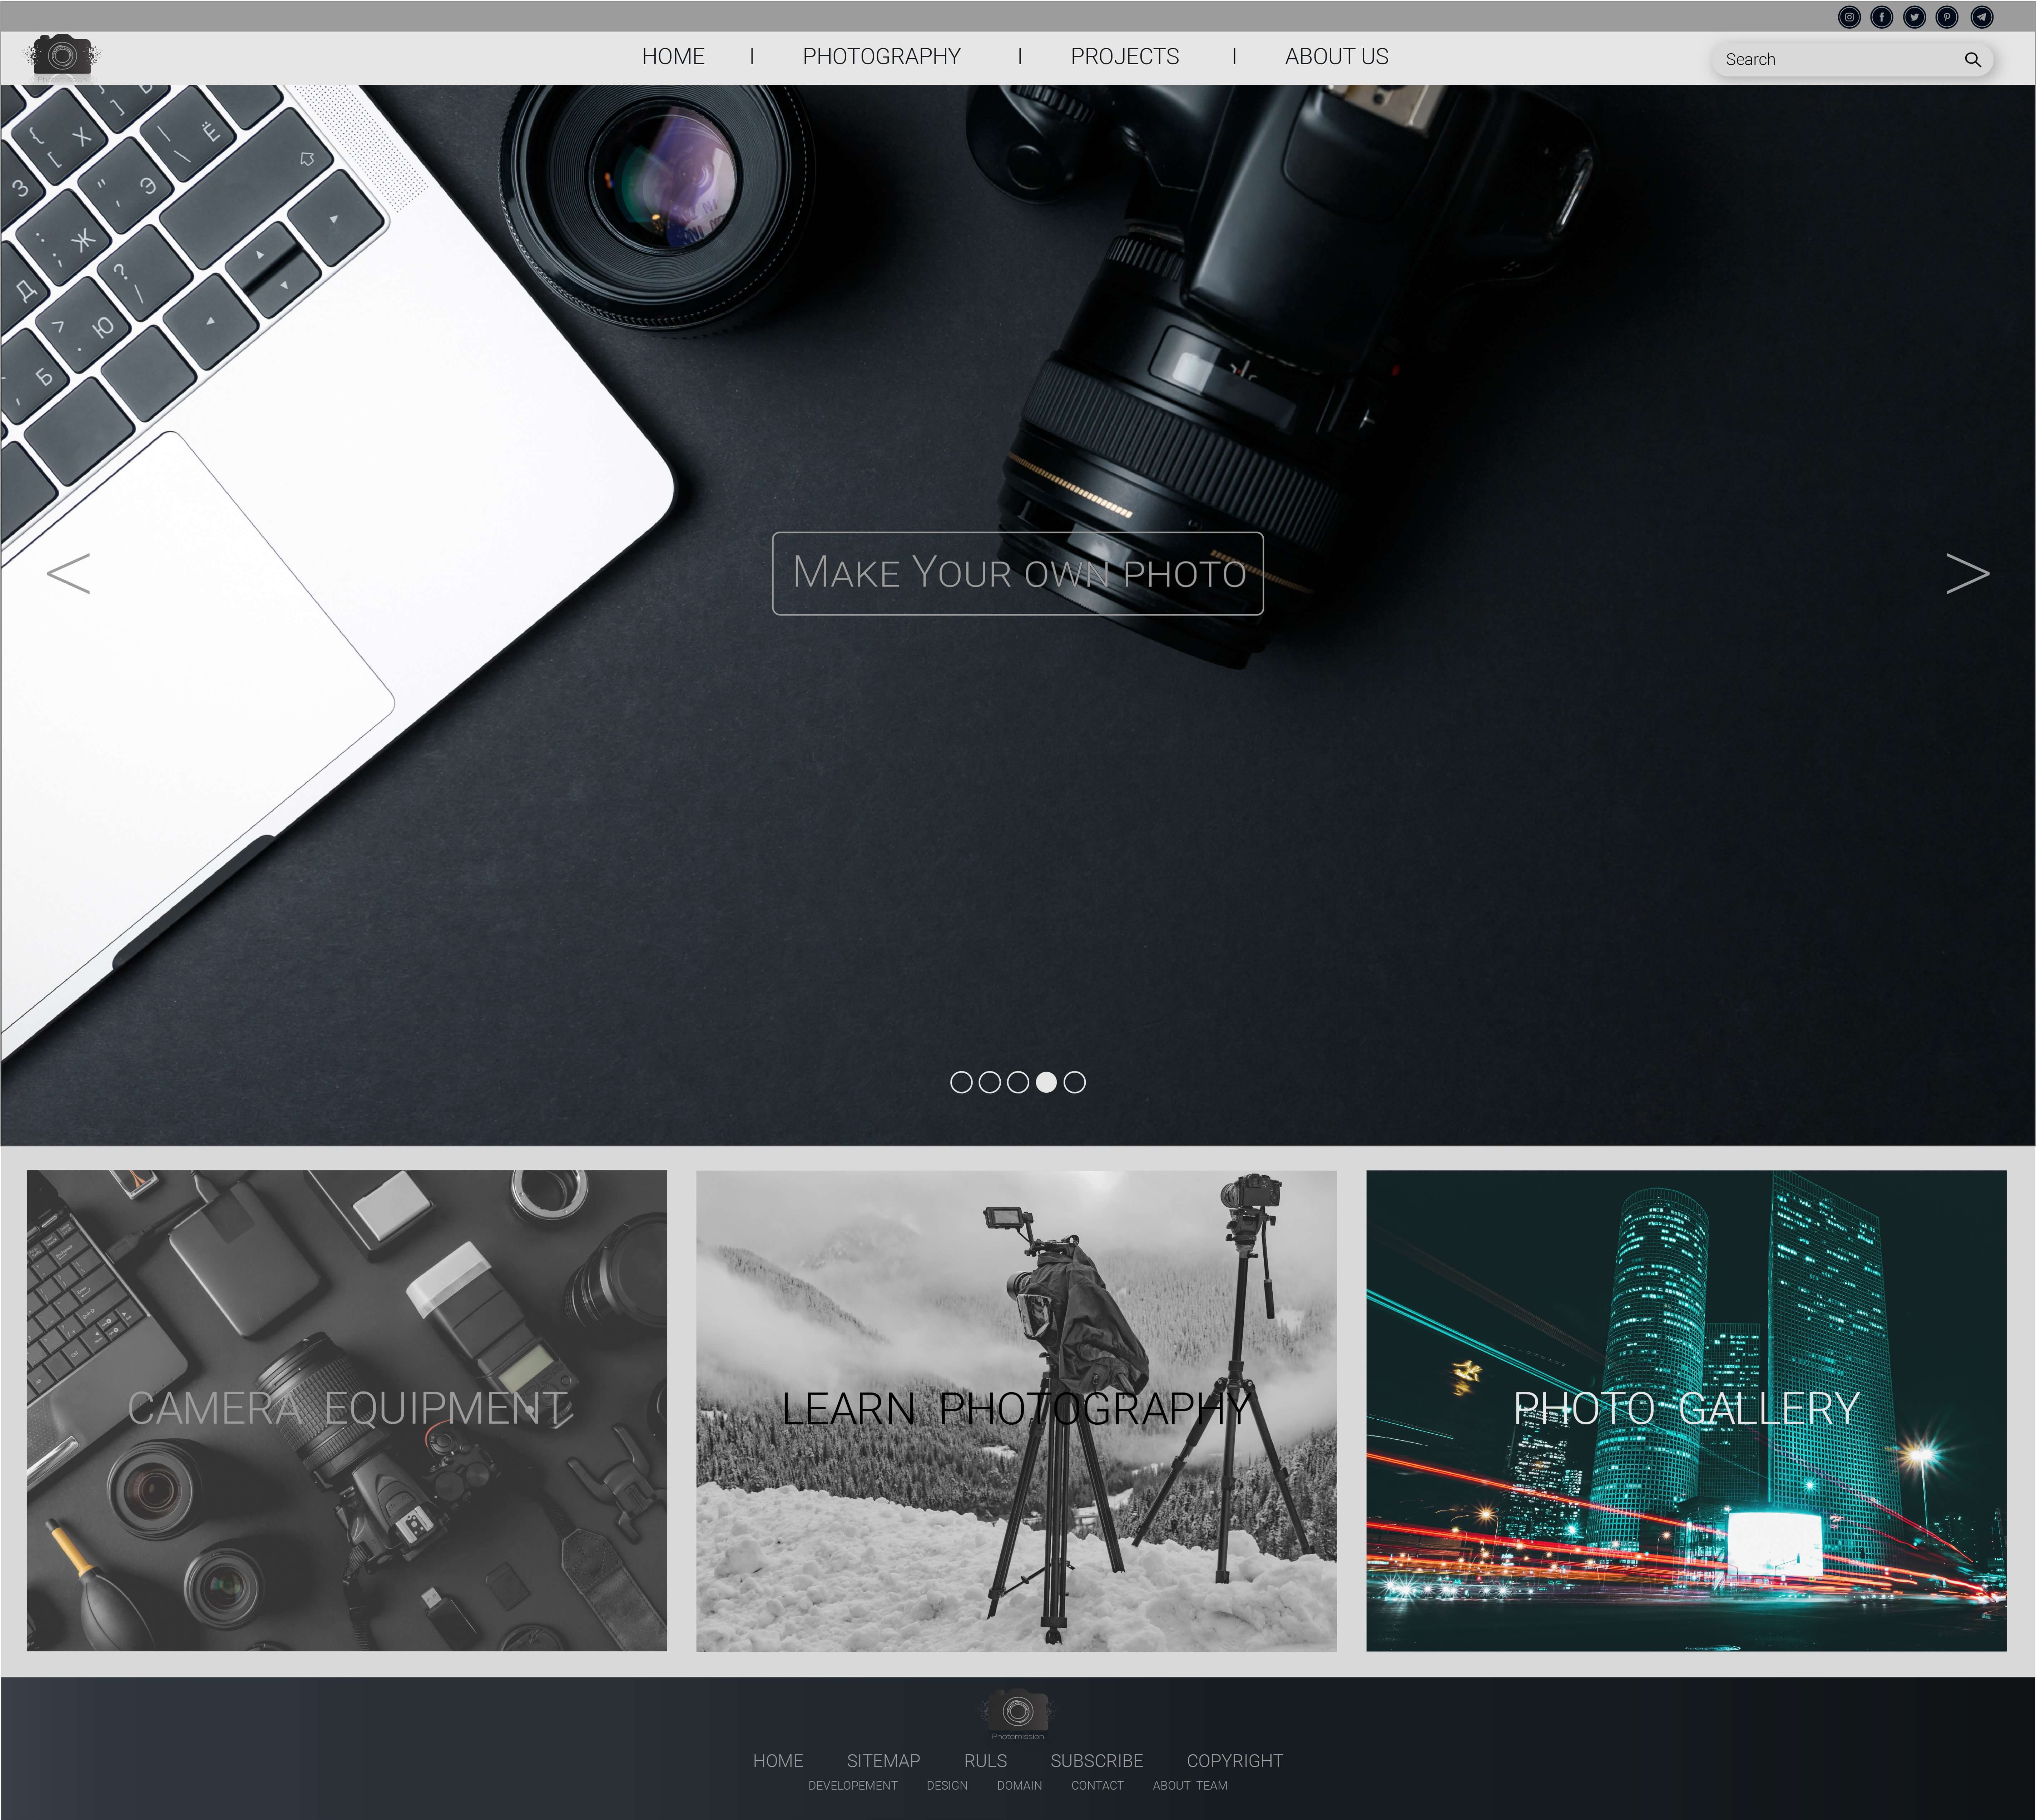 HOME | PHOTOGRAPHY | PROJECTS | ABOUT US
Search
{ [ Х
] Ъ
| \ Ё
З
" ' Э
: ; Ж
? /
Д
> . Ю
, Б
MAKE YOUR OWN PHOTO
CAMERA EQUIPMENT
LEARN PHOTOGRAPHY
PHOTO GALLERY
Photomission
HOME SITEMAP RULS SUBSCRIBE COPYRIGHT
DEVELOPEMENT DESIGN DOMAIN CONTACT ABOUT TEAM